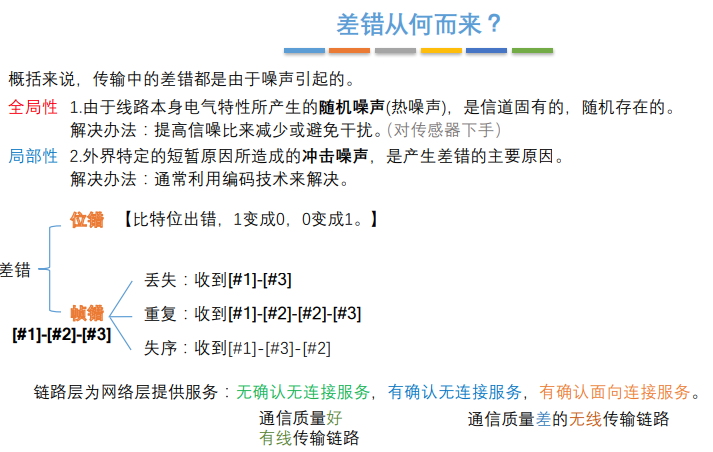 差错从何而来？
概括来说，传输中的差错都是由于噪声引起的。
全局性 1.由于线路本身电气特性所产生的随机噪声(热噪声)，是信道固有的，随机存在的。
解决办法：提高信噪比来减少或避免干扰。(对传感器下手)
局部性 2.外界特定的短暂原因所造成的冲击噪声，是产生差错的主要原因。
解决办法：通常利用编码技术来解决。
位错 【比特位出错，1变成0，0变成1。】
差错
丢失：收到[#1]-[#3]
帧错 重复：收到[#1]-[#2]-[#2]-[#3]
[#1]-[#2]-[#3]
失序：收到[#1]-[#3]-[#2]
链路层为网络层提供服务：无确认无连接服务，有确认无连接服务，有确认面向连接服务。
通信质量好 通信质量差的无线传输链路
有线传输链路